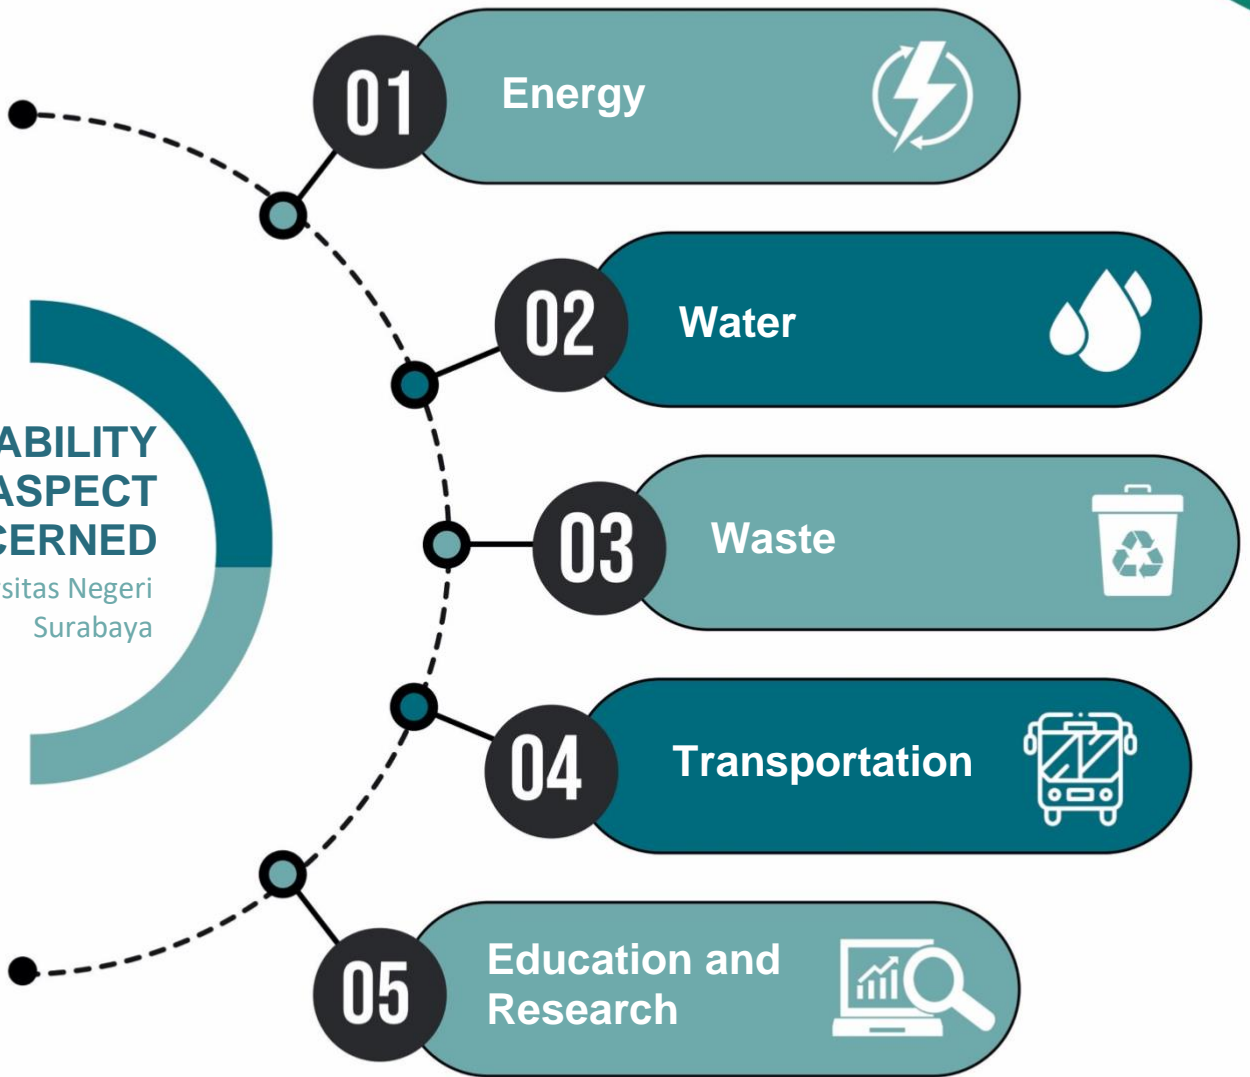 01
Energy
02
Water
ABILITY
ASPECT
CERNED
sitas Negeri
Surabaya
03
Waste
04
Transportation
05
Education and
Research